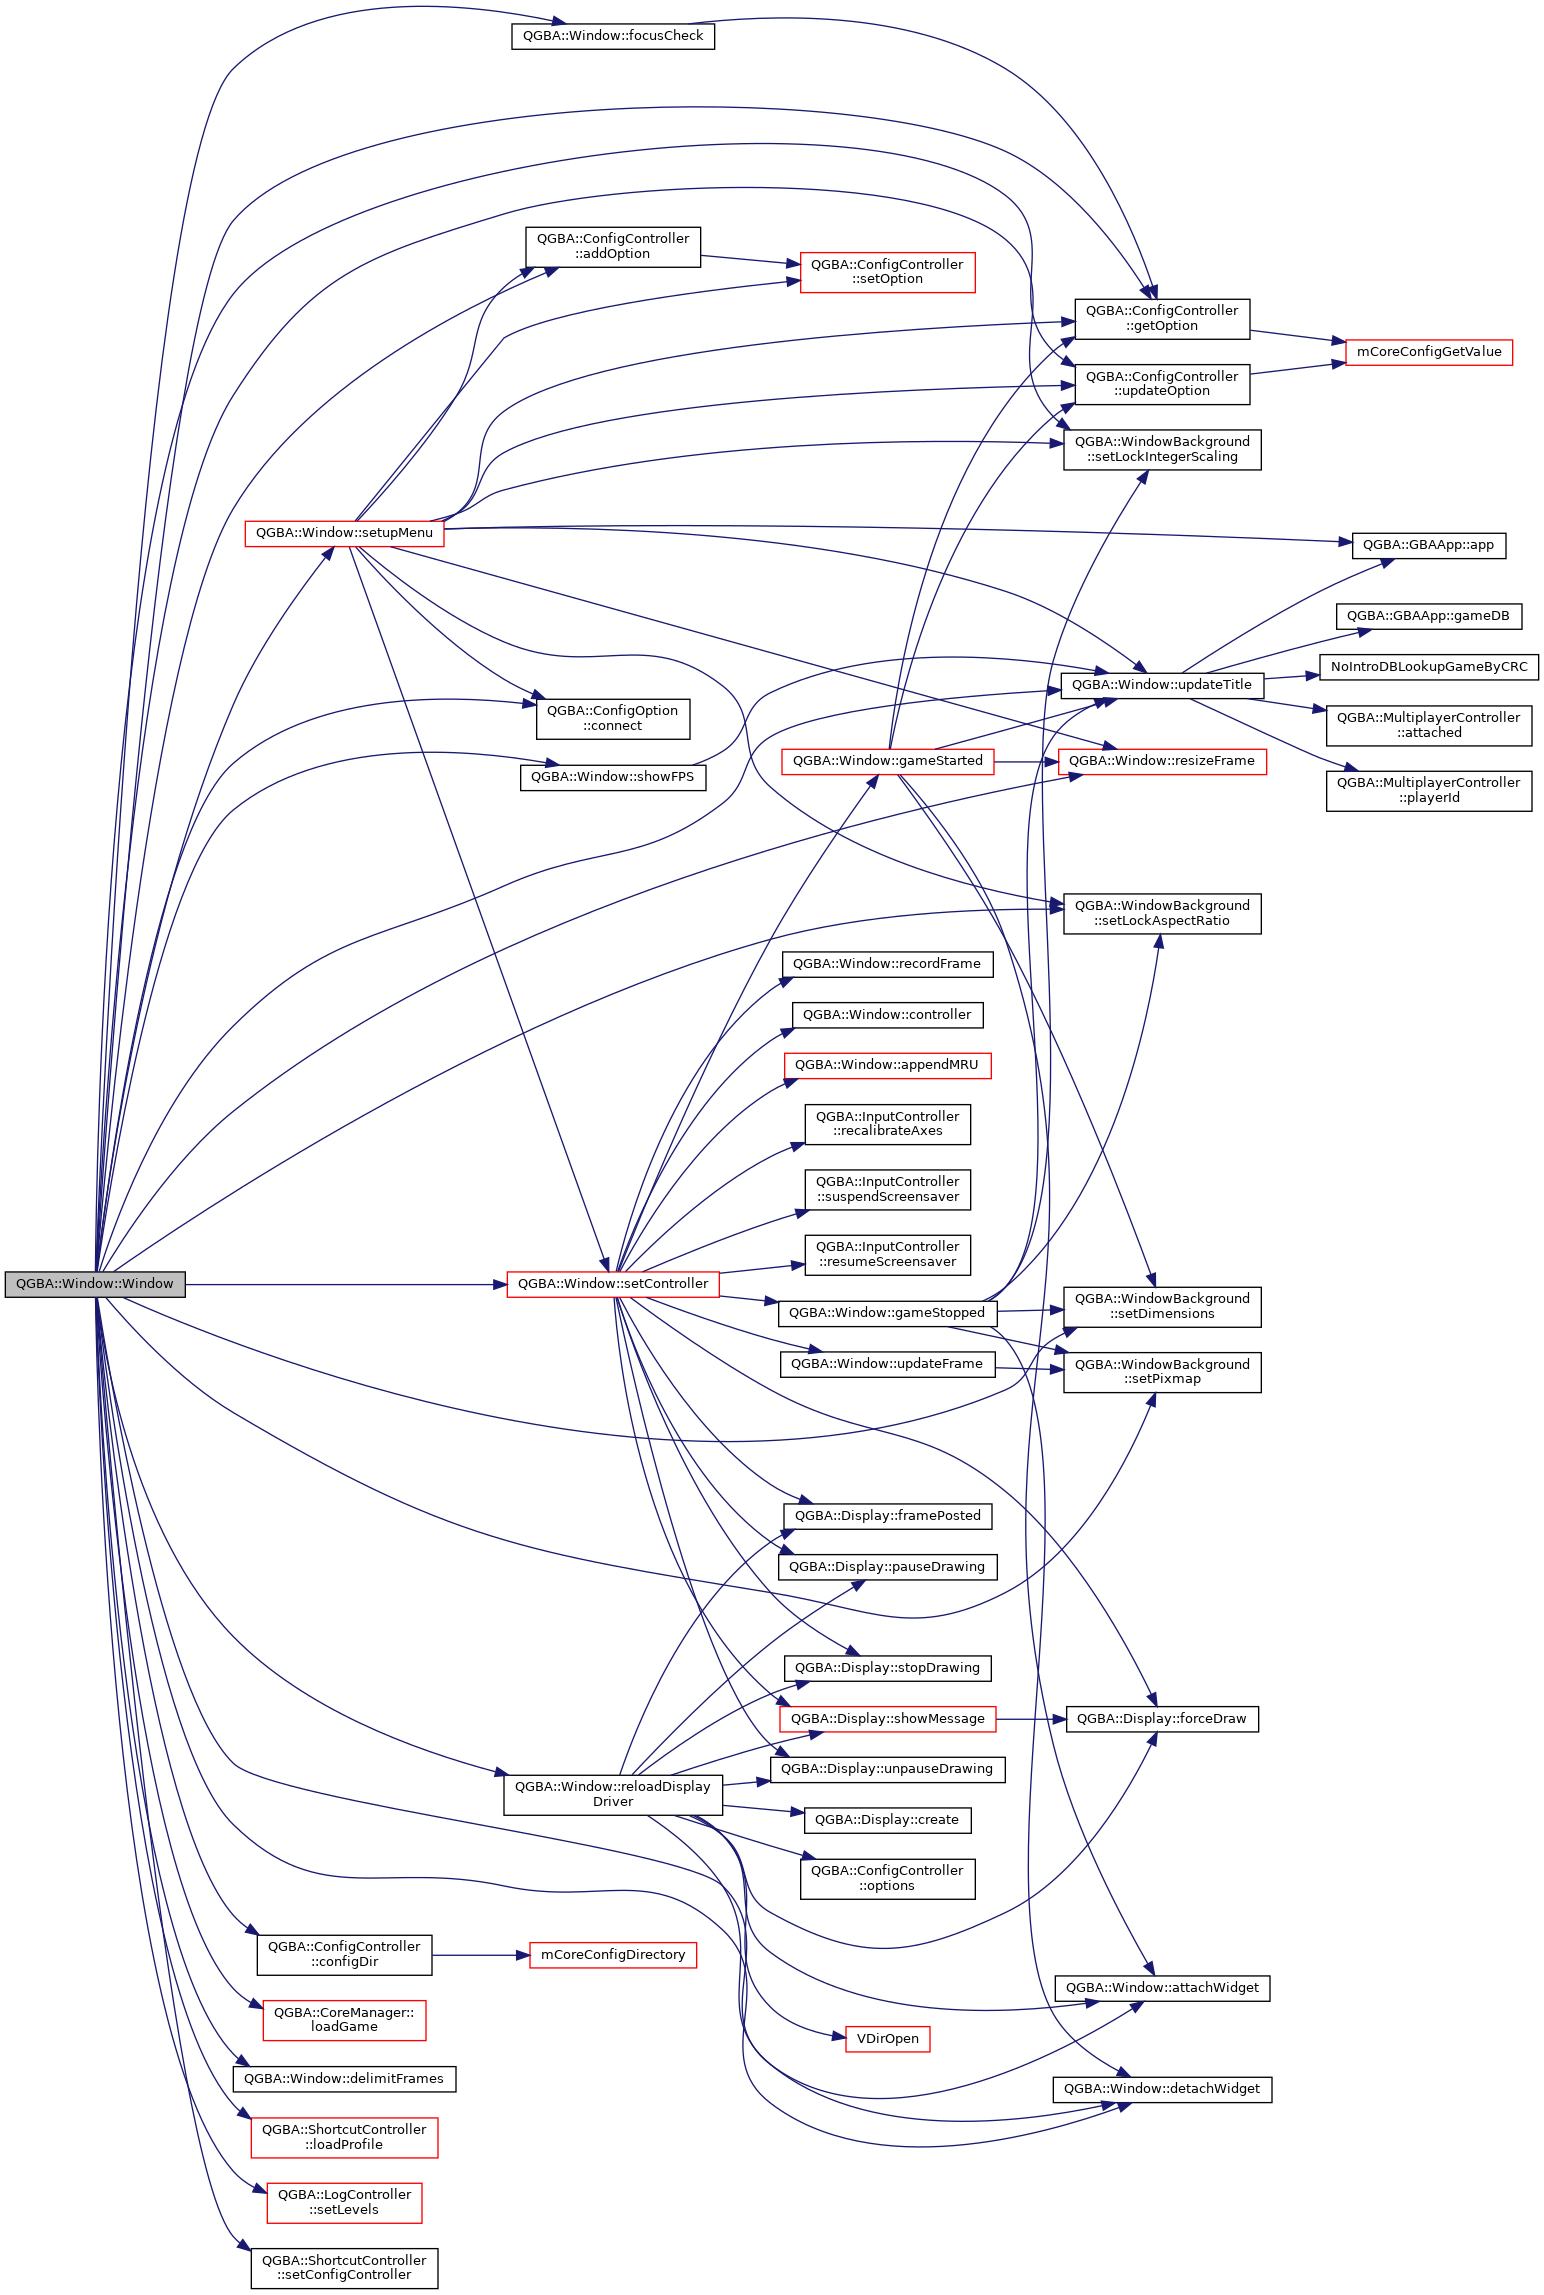 QGBA::Window::focusCheck
QGBA::ConfigController
::addOption
QGBA::ConfigController
::setOption
QGBA::ConfigController
::getOption
mCoreConfigGetValue
QGBA::ConfigController
::updateOption
QGBA::WindowBackground
::setLockIntegerScaling
QGBA::Window::setupMenu
QGBA::GBAApp::app
QGBA::GBAApp::gameDB
NoIntroDBLookupGameByCRC
QGBA::Window::updateTitle
QGBA::MultiplayerController
::attached
QGBA::ConfigOption
::connect
QGBA::Window::gameStarted
QGBA::Window::resizeFrame
QGBA::Window::showFPS
QGBA::MultiplayerController
::playerId
QGBA::WindowBackground
::setLockAspectRatio
QGBA::Window::recordFrame
QGBA::Window::controller
QGBA::Window::appendMRU
QGBA::InputController
::recalibrateAxes
QGBA::InputController
::suspendScreensaver
QGBA::InputController
::resumeScreensaver
QGBA::Window::Window
QGBA::Window::setController
QGBA::Window::gameStopped
QGBA::WindowBackground
::setDimensions
QGBA::Window::updateFrame
QGBA::WindowBackground
::setPixmap
QGBA::Display::framePosted
QGBA::Display::pauseDrawing
QGBA::Display::stopDrawing
QGBA::Display::showMessage
QGBA::Display::forceDraw
QGBA::Display::unpauseDrawing
QGBA::Window::reloadDisplay
Driver
QGBA::Display::create
QGBA::ConfigController
::options
QGBA::ConfigController
::configDir
mCoreConfigDirectory
QGBA::Window::attachWidget
QGBA::CoreManager::
loadGame
VDirOpen
QGBA::Window::delimitFrames
QGBA::Window::detachWidget
QGBA::ShortcutController
::loadProfile
QGBA::LogController
::setLevels
QGBA::ShortcutController
::setConfigController